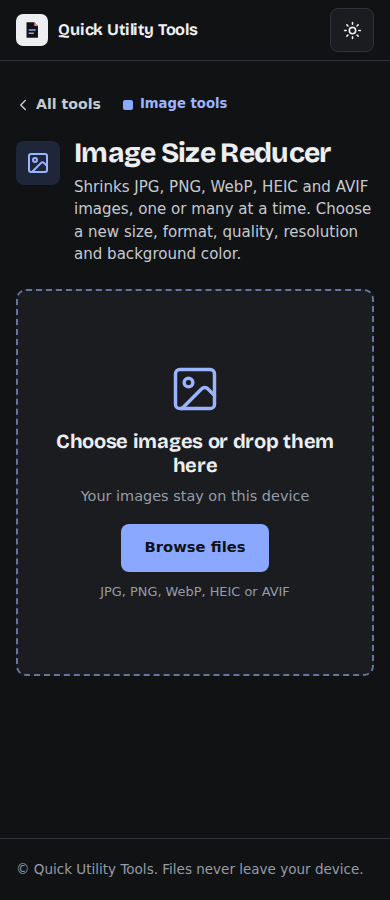 Quick Utility Tools
All tools
Image tools
Image Size Reducer
Shrinks JPG, PNG, WebP, HEIC and AVIF
images, one or many at a time. Choose
a new size, format, quality, resolution
and background color.
Choose images or drop them
here
Your images stay on this device
Browse files
JPG, PNG, WebP, HEIC or AVIF
© Quick Utility Tools. Files never leave your device.